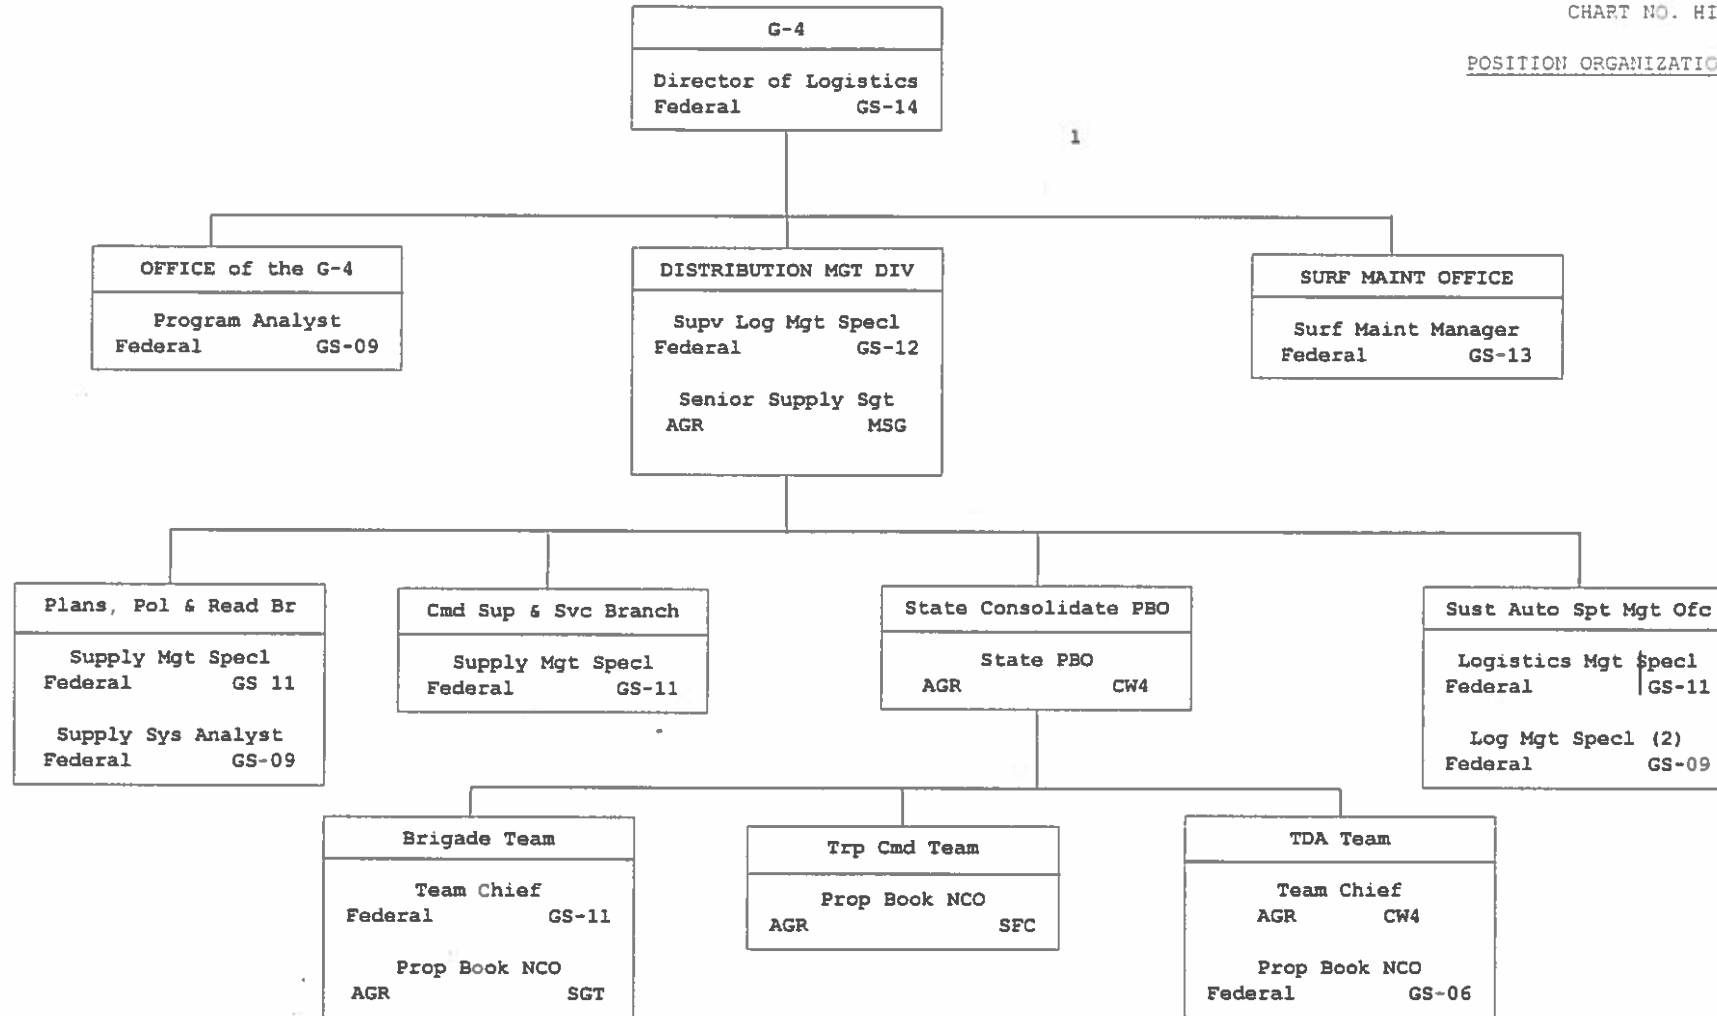 CHART NO. HI
POSITION ORGANIZATIO
G-4
Director of Logistics
Federal GS-14
1
OFFICE of the G-4
Program Analyst
Federal GS-09
DISTRIBUTION MGT DIV
Supv Log Mgt Specl
Federal GS-12
Senior Supply Sgt
AGR MSG
SURF MAINT OFFICE
Surf Maint Manager
Federal GS-13
Plans, Pol & Read Br
Supply Mgt Specl
Federal GS 11
Supply Sys Analyst
Federal GS-09
Cmd Sup & Svc Branch
Supply Mgt Specl
Federal GS-11
State Consolidate PBO
State PBO
AGR CW4
Sust Auto Spt Mgt Ofc
Logistics Mgt Specl
Federal GS-11
Log Mgt Specl (2)
Federal GS-09
Brigade Team
Team Chief
Federal GS-11
Prop Book NCO
AGR SGT
Trp Cmd Team
Prop Book NCO
AGR SFC
TDA Team
Team Chief
AGR CW4
Prop Book NCO
Federal GS-06